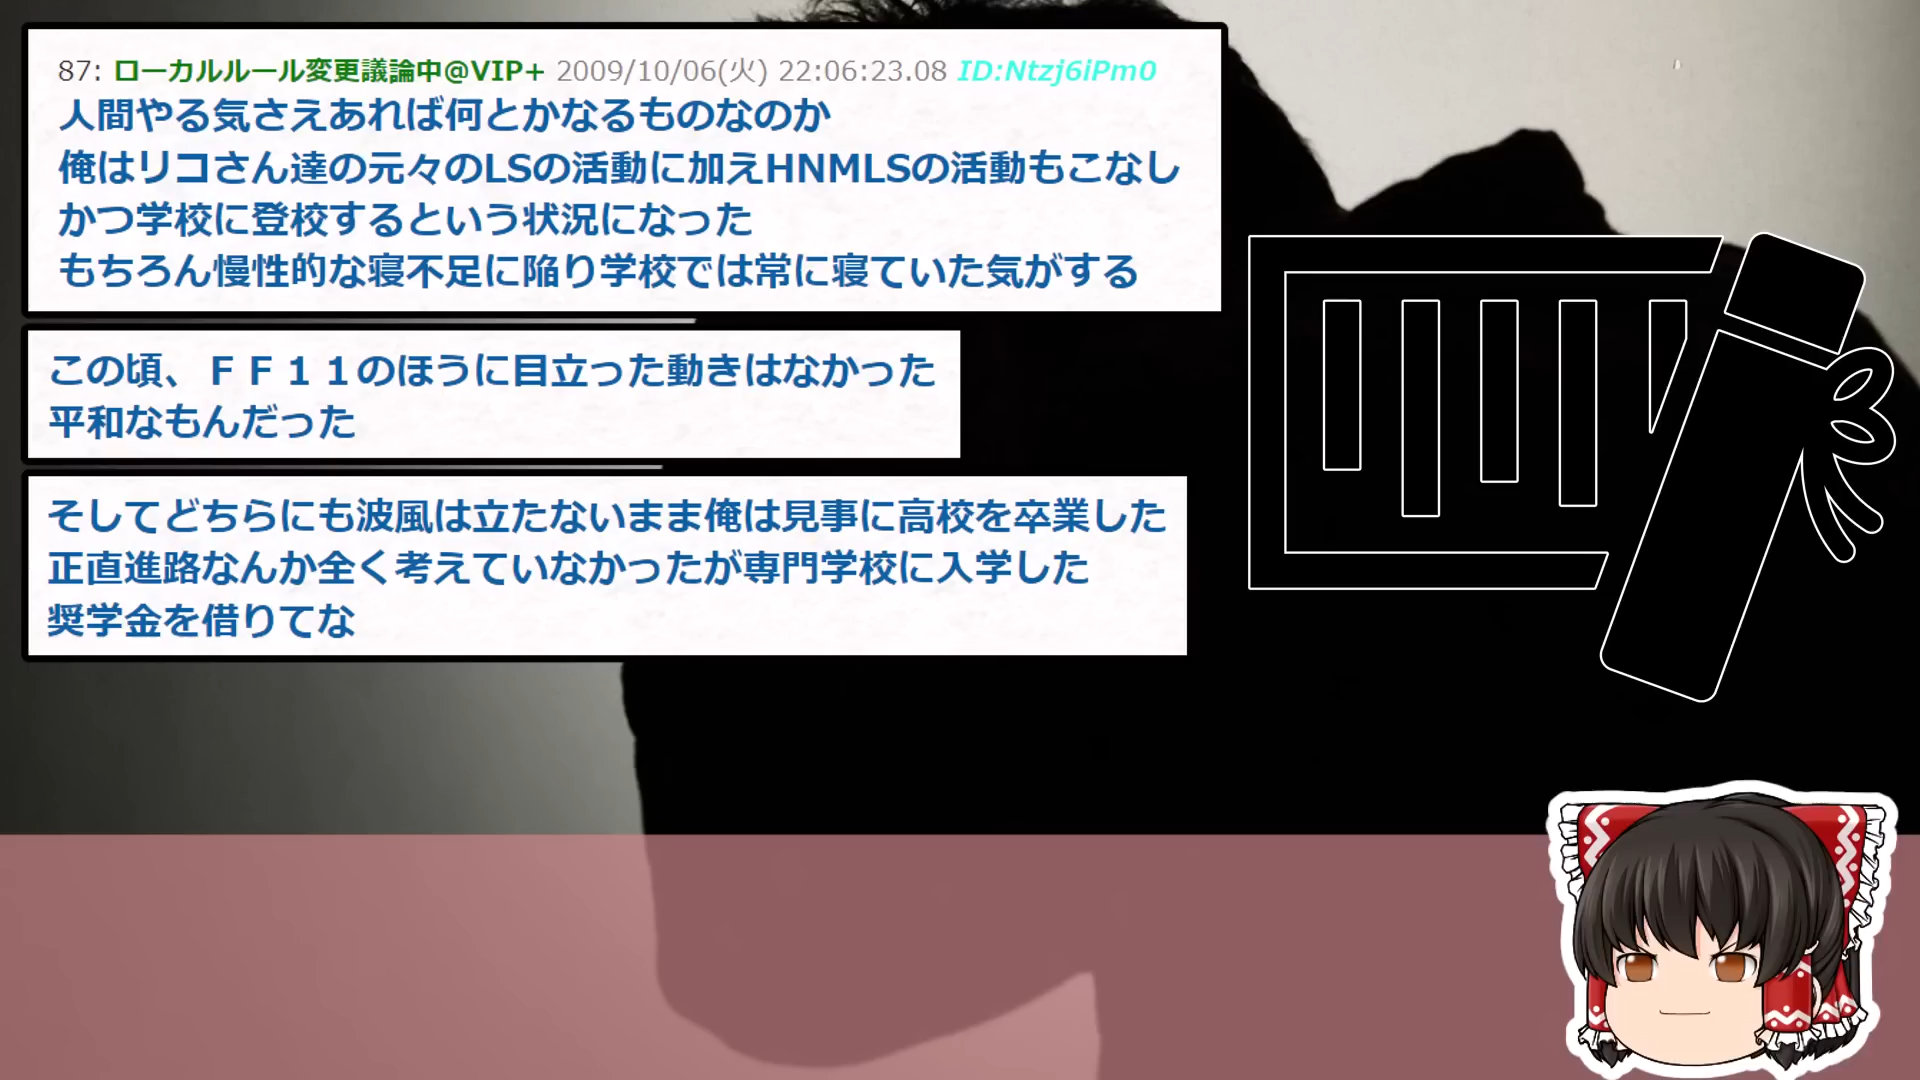 87: ローカルルール変更議論中@VIP+ 2009/10/06(火) 22:06:23.08 ID:Ntzj6iPm0
人間やる気さえあれば何とかなるものなのか
俺はリコさん達の元々のLSの活動に加えHNMLSの活動もこなし
かつ学校に登校するという状況になった
もちろん慢性的な寝不足に陥り学校では常に寝ていた気がする
この頃、ＦＦ１１のほうに目立った動きはなかった
平和なもんだった
そしてどちらにも波風は立たないまま俺は見事に高校を卒業した
正直進路なんか全く考えていなかったが専門学校に入学した
奨学金を借りてな